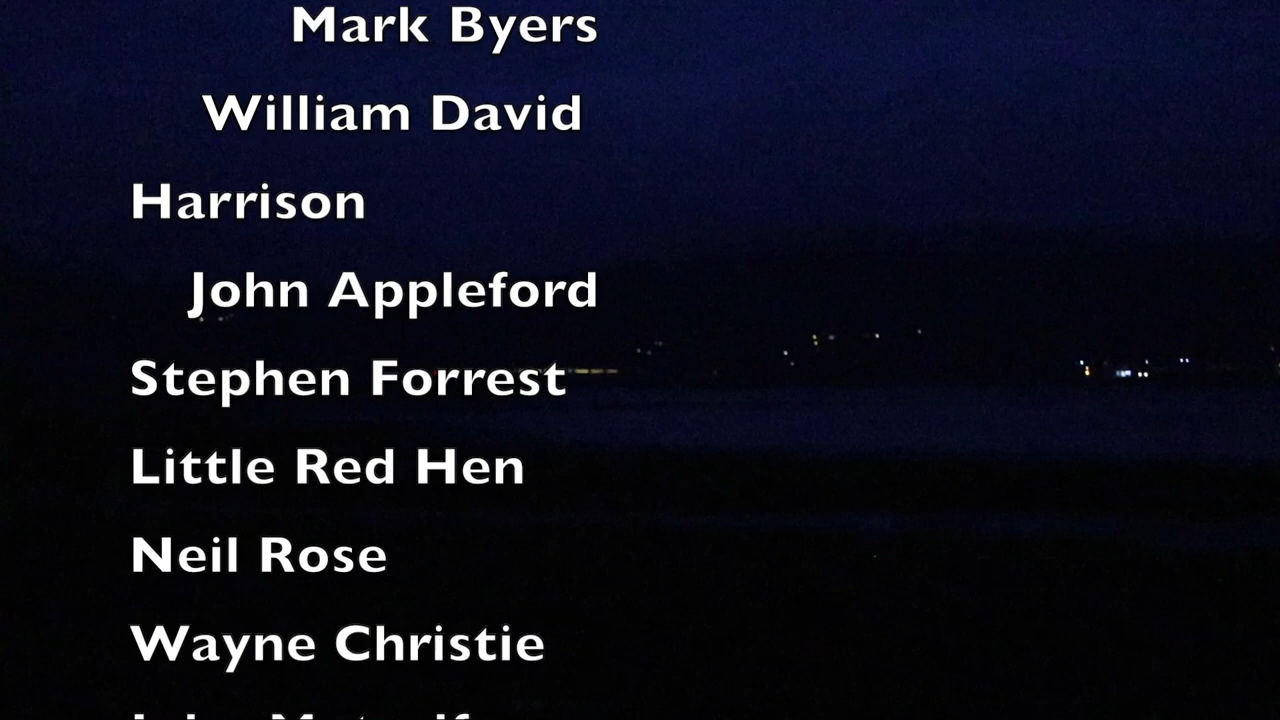 Mark Byers
William David
Harrison
John Appleford
Stephen Forrest
Little Red Hen
Neil Rose
Wayne Christie